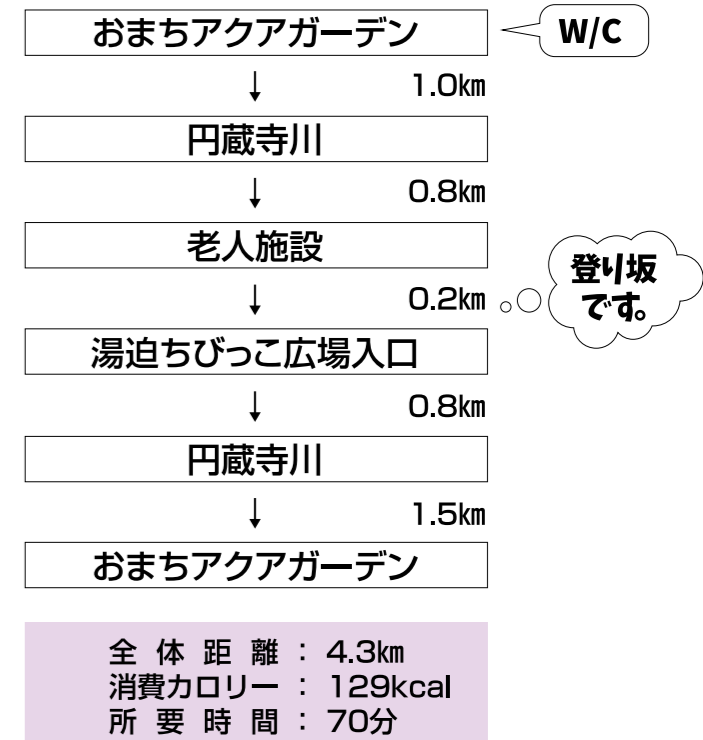 おまちアクアガーデン
W/C
↓ 1.0㎞
円蔵寺川
↓ 0.8㎞
老人施設
↓ 0.2㎞
登り坂
です。
湯迫ちびっこ広場入口
↓ 0.8㎞
円蔵寺川
↓ 1.5㎞
おまちアクアガーデン
全体距離：4.3㎞
消費カロリー：129kcal
所要時間：70分